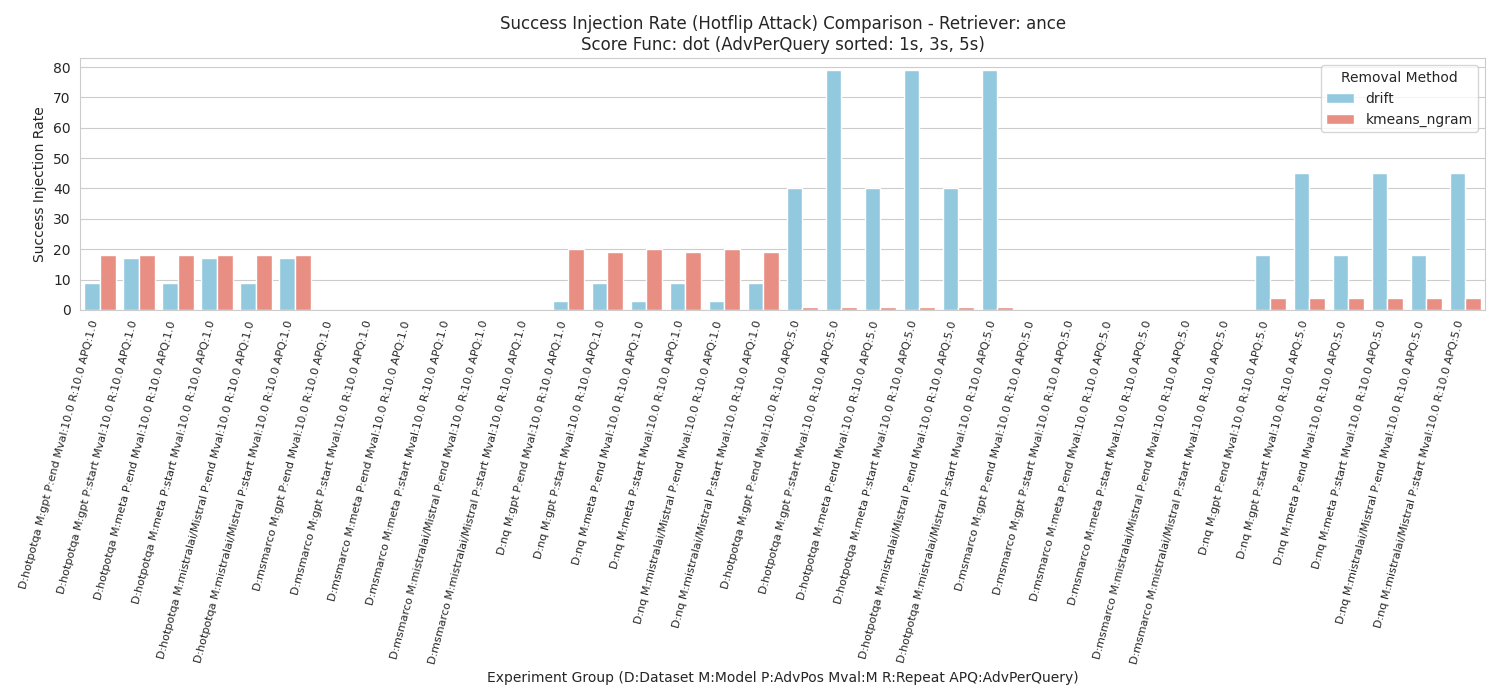 Success Injection Rate (Hotflip Attack) Comparison - Retriever: ance
Score Func: dot (AdvPerQuery sorted: 1s, 3s, 5s)
Success Injection Rate
80
70
60
50
40
30
20
10
0
Removal Method
drift
kmeans_ngram
D:hotpotqa M:gpt P:end Mval:10.0 R:10.0 APQ:1.0
D:hotpotqa M:gpt P:start Mval:10.0 R:10.0 APQ:1.0
D:hotpotqa M:meta P:end Mval:10.0 R:10.0 APQ:1.0
D:hotpotqa M:meta P:start Mval:10.0 R:10.0 APQ:1.0
D:hotpotqa M:mistralai/Mistral P:end Mval:10.0 R:10.0 APQ:1.0
D:hotpotqa M:mistralai/Mistral P:start Mval:10.0 R:10.0 APQ:1.0
D:msmarco M:gpt P:end Mval:10.0 R:10.0 APQ:1.0
D:msmarco M:gpt P:start Mval:10.0 R:10.0 APQ:1.0
D:msmarco M:meta P:end Mval:10.0 R:10.0 APQ:1.0
D:msmarco M:meta P:start Mval:10.0 R:10.0 APQ:1.0
D:msmarco M:mistralai/Mistral P:end Mval:10.0 R:10.0 APQ:1.0
D:msmarco M:mistralai/Mistral P:start Mval:10.0 R:10.0 APQ:1.0
D:nq M:gpt P:end Mval:10.0 R:10.0 APQ:1.0
D:nq M:gpt P:start Mval:10.0 R:10.0 APQ:1.0
D:nq M:meta P:end Mval:10.0 R:10.0 APQ:1.0
D:nq M:meta P:start Mval:10.0 R:10.0 APQ:1.0
D:nq M:mistralai/Mistral P:end Mval:10.0 R:10.0 APQ:1.0
D:nq M:mistralai/Mistral P:start Mval:10.0 R:10.0 APQ:1.0
D:hotpotqa M:gpt P:end Mval:10.0 R:10.0 APQ:5.0
D:hotpotqa M:gpt P:start Mval:10.0 R:10.0 APQ:5.0
D:hotpotqa M:meta P:end Mval:10.0 R:10.0 APQ:5.0
D:hotpotqa M:meta P:start Mval:10.0 R:10.0 APQ:5.0
D:hotpotqa M:mistralai/Mistral P:end Mval:10.0 R:10.0 APQ:5.0
D:hotpotqa M:mistralai/Mistral P:start Mval:10.0 R:10.0 APQ:5.0
D:msmarco M:gpt P:end Mval:10.0 R:10.0 APQ:5.0
D:msmarco M:gpt P:start Mval:10.0 R:10.0 APQ:5.0
D:msmarco M:meta P:end Mval:10.0 R:10.0 APQ:5.0
D:msmarco M:meta P:start Mval:10.0 R:10.0 APQ:5.0
D:msmarco M:mistralai/Mistral P:end Mval:10.0 R:10.0 APQ:5.0
D:msmarco M:mistralai/Mistral P:start Mval:10.0 R:10.0 APQ:5.0
D:nq M:gpt P:end Mval:10.0 R:10.0 APQ:5.0
D:nq M:gpt P:start Mval:10.0 R:10.0 APQ:5.0
D:nq M:meta P:end Mval:10.0 R:10.0 APQ:5.0
D:nq M:meta P:start Mval:10.0 R:10.0 APQ:5.0
D:nq M:mistralai/Mistral P:end Mval:10.0 R:10.0 APQ:5.0
D:nq M:mistralai/Mistral P:start Mval:10.0 R:10.0 APQ:5.0
Experiment Group (D:Dataset M:Model P:AdvPos Mval:M R:Repeat APQ:AdvPerQuery)